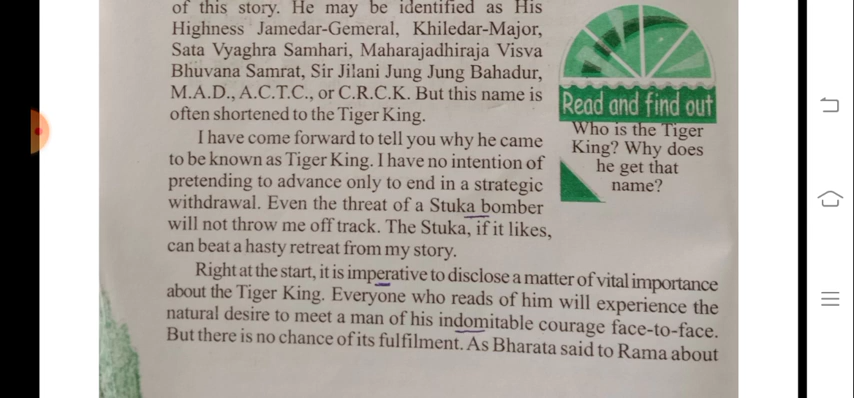 of this story. He may be identified as His
Highness Jamedar-Gemeral, Khiledar-Major,
Sata Vyaghra Samhari, Maharajadhiraja Visva
Bhuvana Samrat, Sir Jilani Jung Jung Bahadur,
M.A.D., A.C.T.C., or C.R.C.K. But this name is
often shortened to the Tiger King.
I have come forward to tell you why he came
to be known as Tiger King. I have no intention of
pretending to advance only to end in a strategic
withdrawal. Even the threat of a Stuka bomber
will not throw me off track. The Stuka, if it likes,
can beat a hasty retreat from my story.
Right at the start, it is imperative to disclose a matter of vital importance
about the Tiger King. Everyone who reads of him will experience the
natural desire to meet a man of his indomitable courage face-to-face.
But there is no chance of its fulfilment. As Bharata said to Rama about
Read and find out
Who is the Tiger
King? Why does
he get that
name?